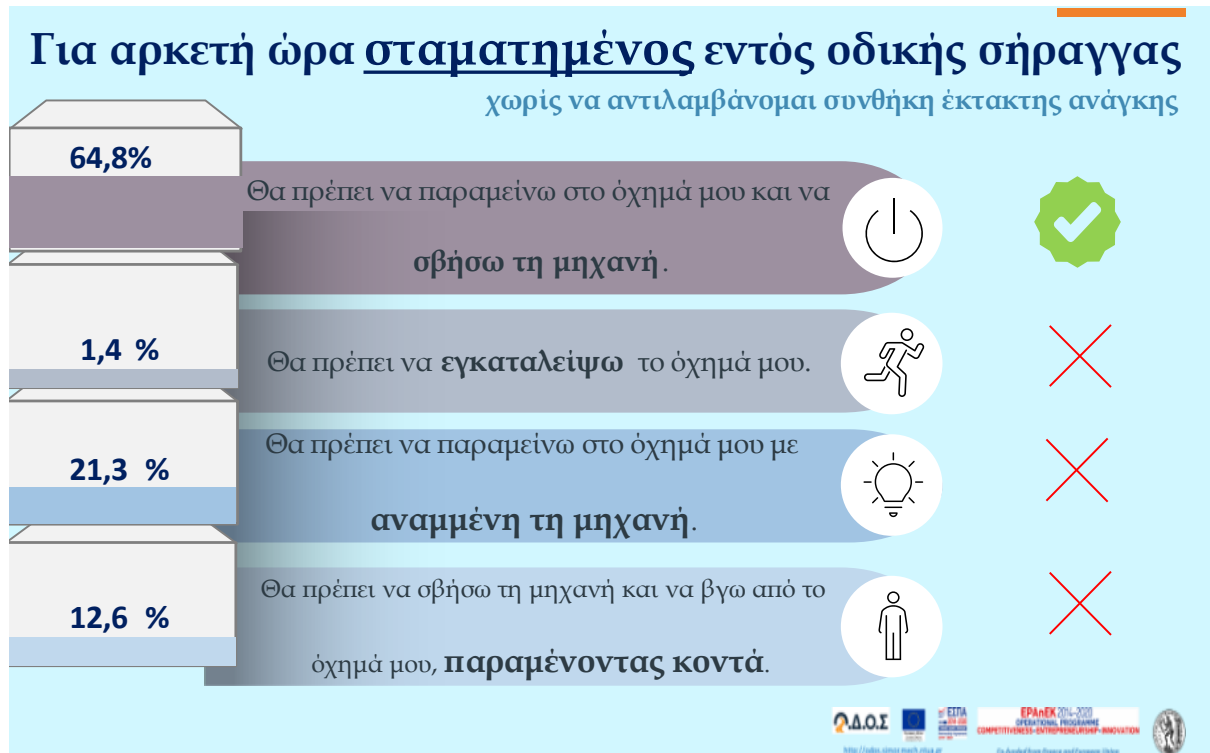 Για αρκετή ώρα σταματημένος εντός οδικής σήραγγας
χωρίς να αντιλαμβάνομαι συνθήκη έκτακτης ανάγκης
64,8%
Θα πρέπει να παραμείνω στο όχημά μου και να
σβήσω τη μηχανή.
1,4 %
Θα πρέπει να εγκαταλείψω το όχημά μου.
21,3 %
Θα πρέπει να παραμείνω στο όχημά μου με
αναμμένη τη μηχανή.
12,6 %
Θα πρέπει να σβήσω τη μηχανή και να βγω από το
όχημά μου, παραμένοντας κοντά.
Ο.Δ.Ο.Σ
ΕΣΠΑ
EPAnEK 2014-2020
OPERATIONAL PROGRAMME
COMPETITIVENESS•ENTREPRENEURSHIP•INNOVATION